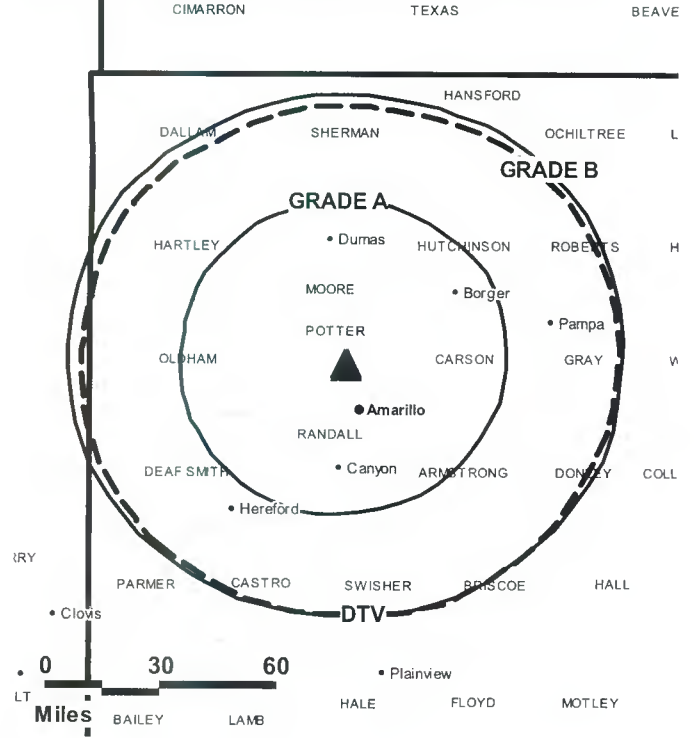 CIMARRON TEXAS BEAVE
HANSFORD
DALLAM SHERMAN OCHILTREE L
GRADE B
GRADE A
Dumas
HARTLEY HUTCHINSON ROBERTS H
MOORE
Borger
POTTER Pampa
OLDHAM CARSON GRAY W
Amarillo
RANDALL
Canyon
DEAF SMITH ARMSTRONG DONLEY COLL
Hereford
RRY
PARMER CASTRO SWISHER BRISCOE HALL
Clovis
DTV
0 30 60
Plainview
LT
Miles
BAILEY LAMB HALE FLOYD MOTLEY